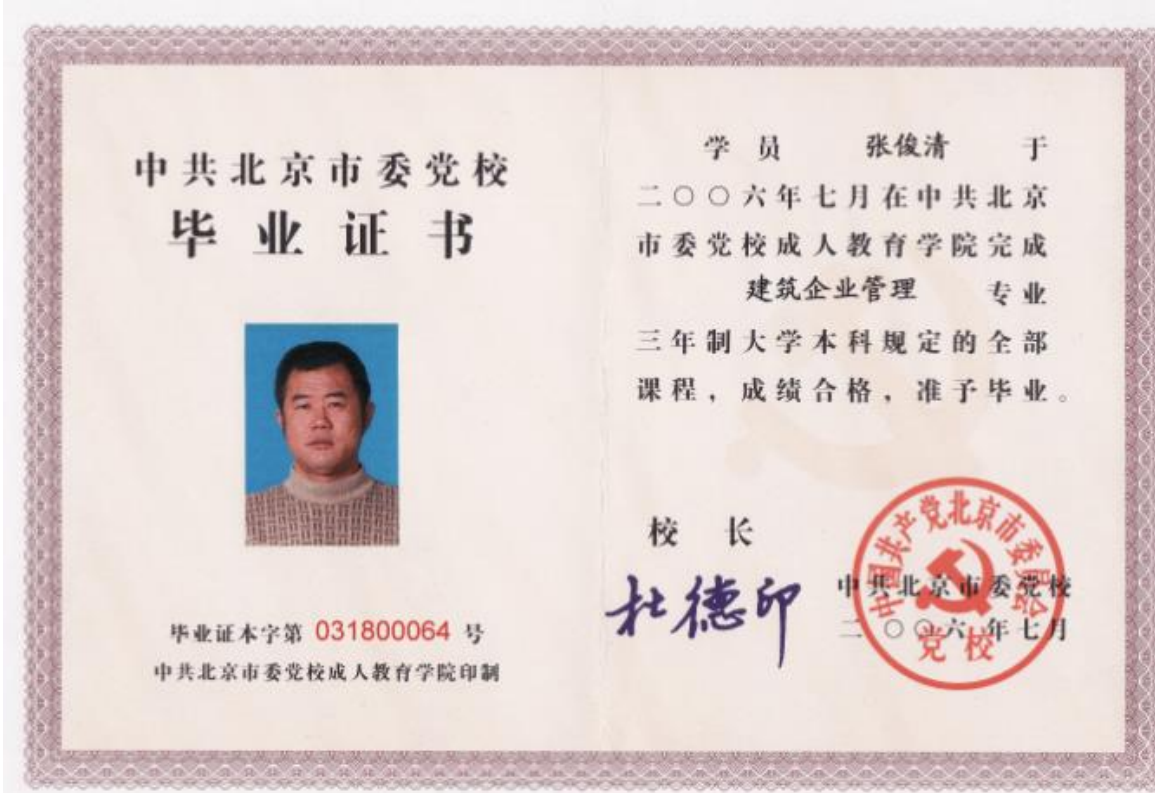 中共北京市委党校
毕业证书
毕业证本字第 031800064 号
中共北京市委党校成人教育学院印制
学员 张俊清 于
二〇〇六年七月在中共北京
市委党校成人教育学院完成
建筑企业管理 专业
三年制大学本科规定的全部
课程，成绩合格，准予毕业。
校长
杜德印
中共北京市委党校
二〇〇六年七月
中國共产党北京市委員会
党校